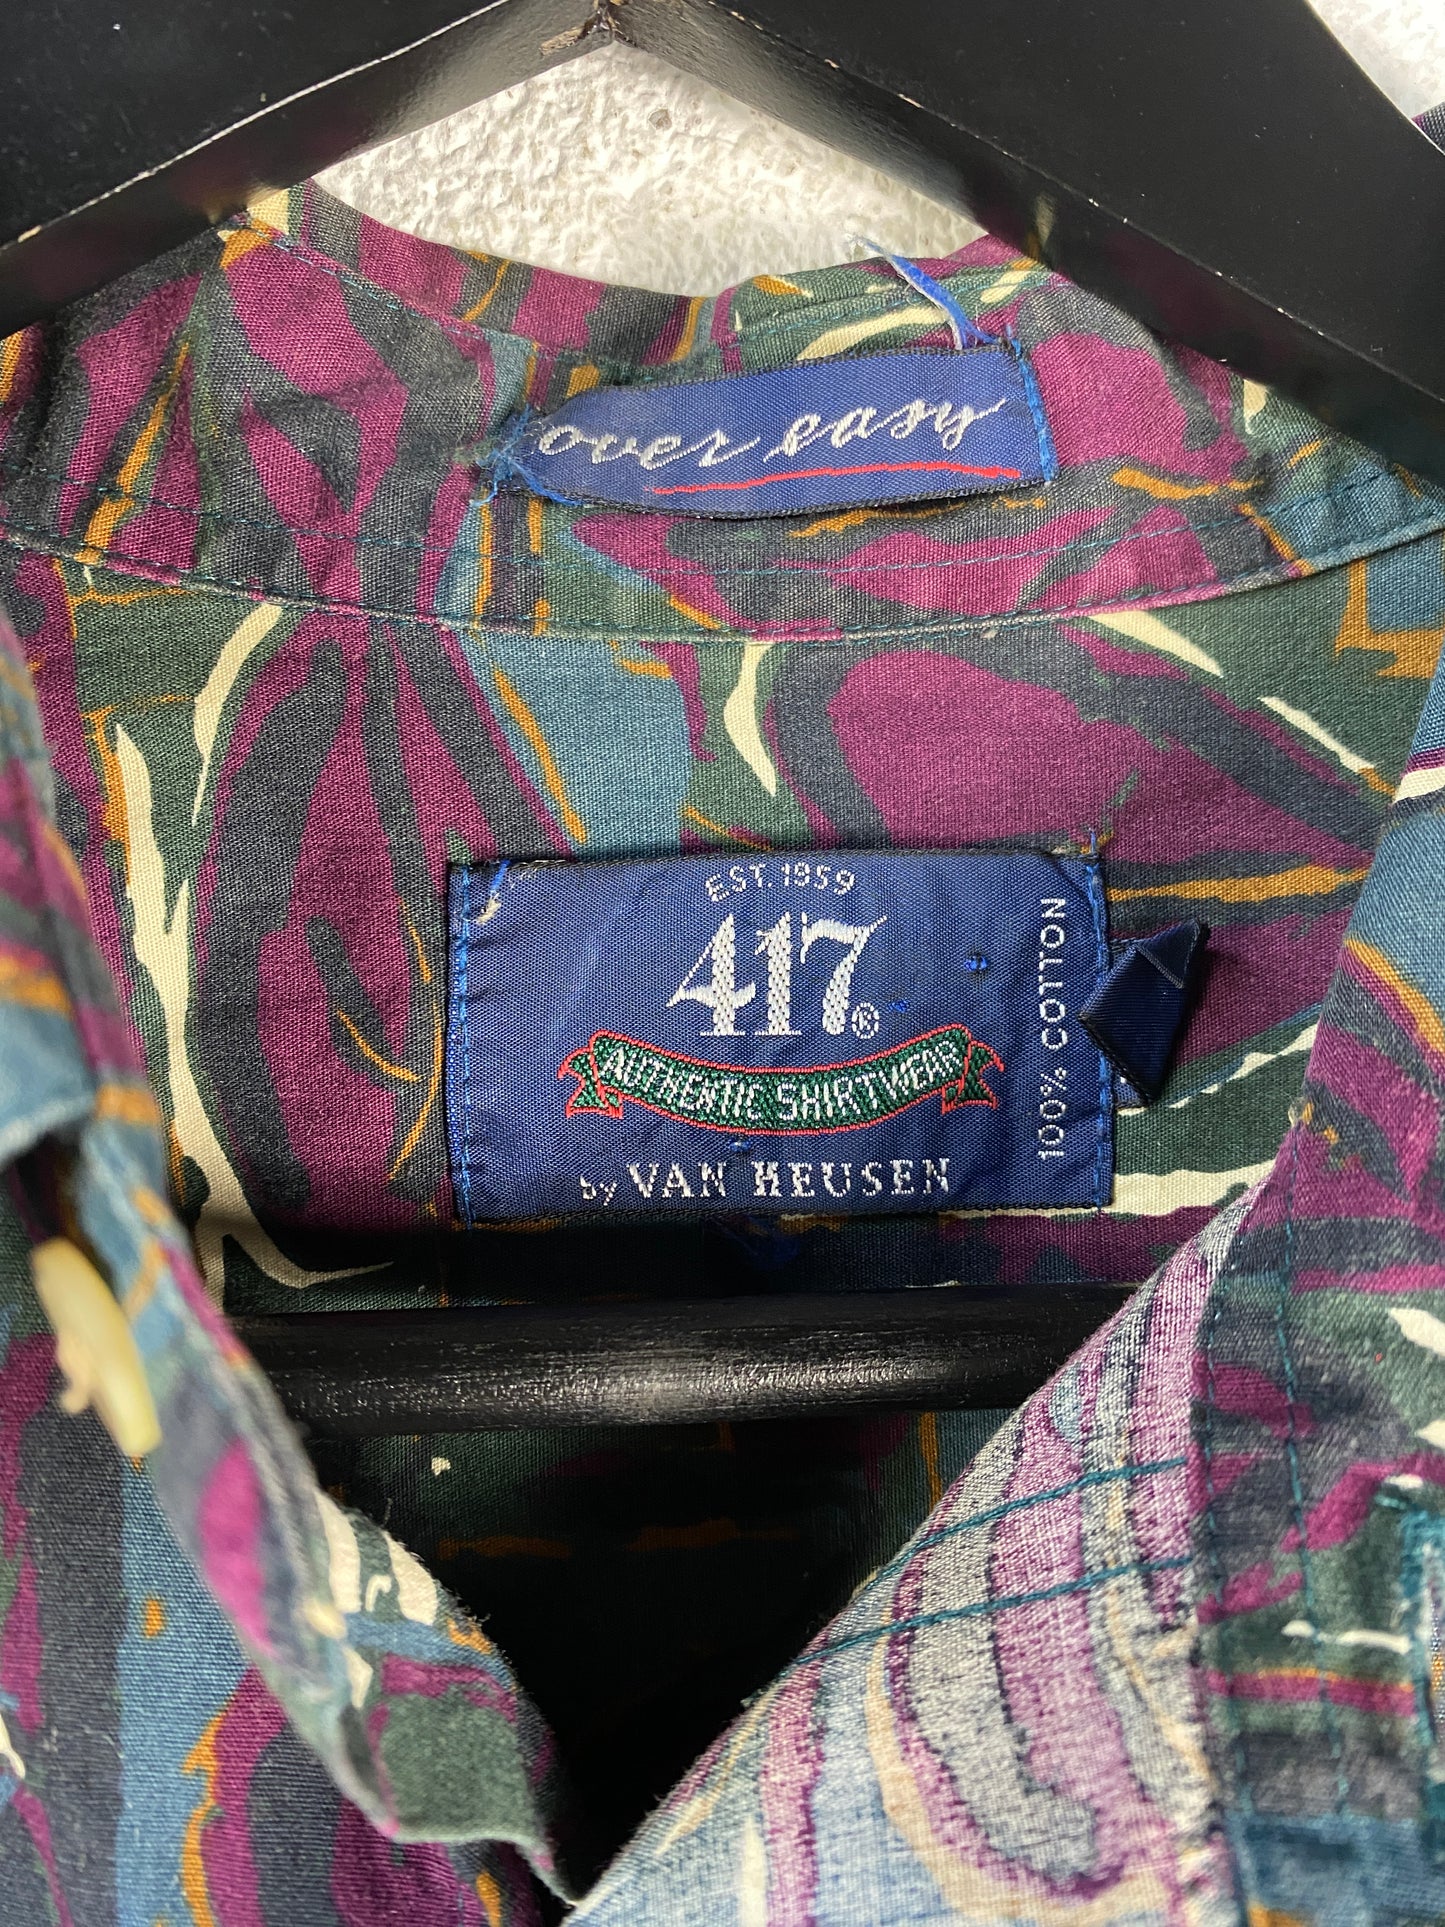 over easy
EST. 1959
417®
AUTHENTIC SHIRTWEAR
by VAN HEUSEN
100% COTTON